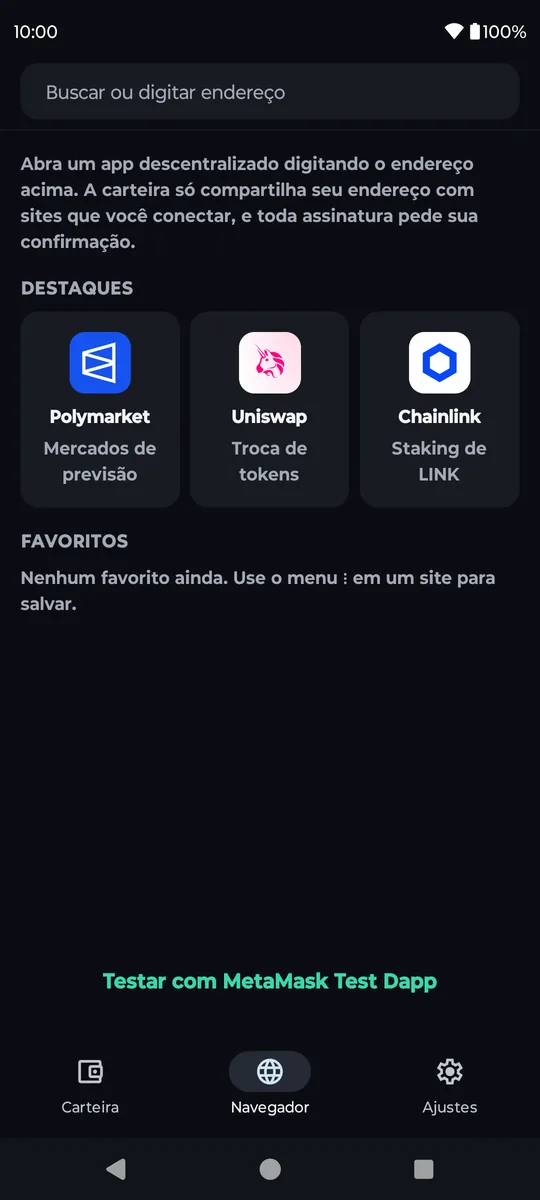 10:00
100%
Buscar ou digitar endereço
Abra um app descentralizado digitando o endereço
acima. A carteira só compartilha seu endereço com
sites que você conectar, e toda assinatura pede sua
confirmação.
DESTAQUES
Polymarket
Mercados de
previsão
Uniswap
Troca de
tokens
Chainlink
Staking de
LINK
FAVORITOS
Nenhum favorito ainda. Use o menu ⋮ em um site para
salvar.
Testar com MetaMask Test Dapp
Carteira
Navegador
Ajustes